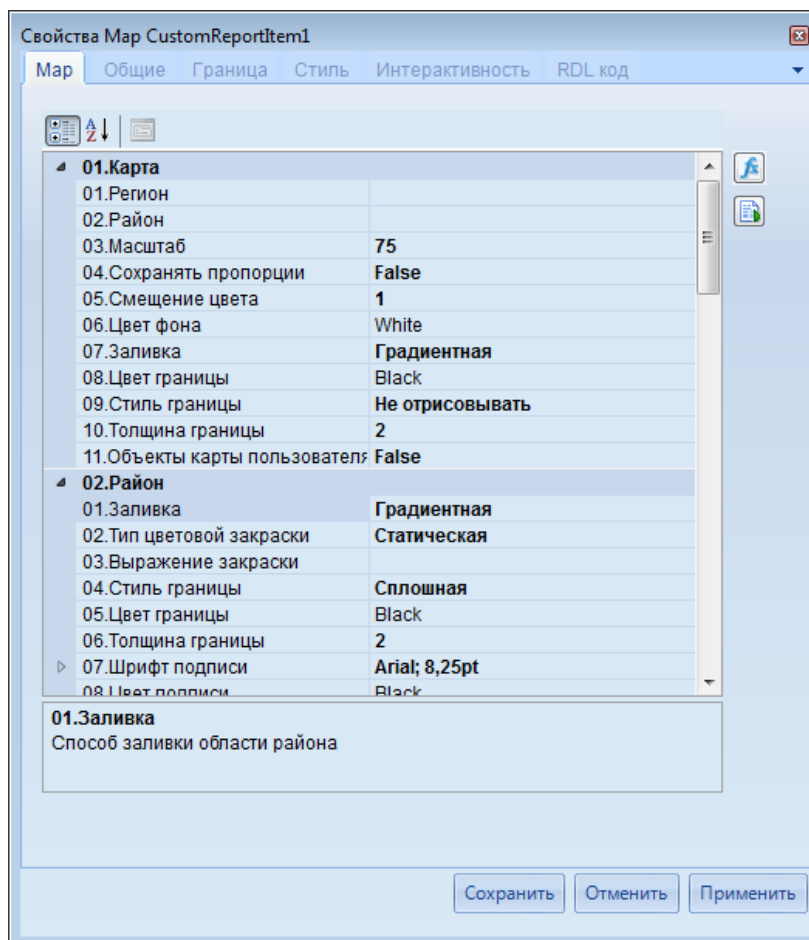 Свойства Map CustomReportItem1
Map Общие Граница Стиль Интерактивность RDL код
01.Карта
01.Регион
02.Район
03.Масштаб 75
04.Сохранять пропорции False
05.Смещение цвета 1
06.Цвет фона White
07.Заливка Градиентная
08.Цвет границы Black
09.Стиль границы Не отрисовывать
10.Толщина границы 2
11.Объекты карты пользователя False
02.Район
01.Заливка Градиентная
02.Тип цветовой закраски Статическая
03.Выражение закраски
04.Стиль границы Сплошная
05.Цвет границы Black
06.Толщина границы 2
07.Шрифт подписи Arial; 8,25pt
08.Цвет подписи Black
01.Заливка
Способ заливки области района
Сохранить Отменить Применить